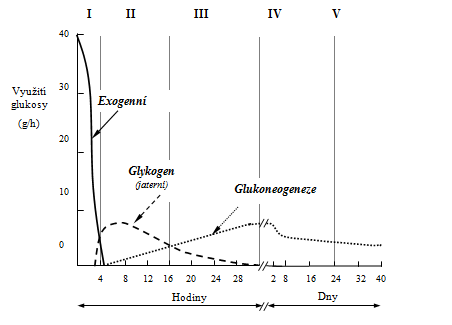 I II III IV V
40
30
20
10
0
Využití
glukosy
(g/h)
Exogenní
Glykogen
(jaterní)
Glukoneogeneze
4 8 12 16 20 24 28 2 8 16 24 32 40
Hodiny Dny